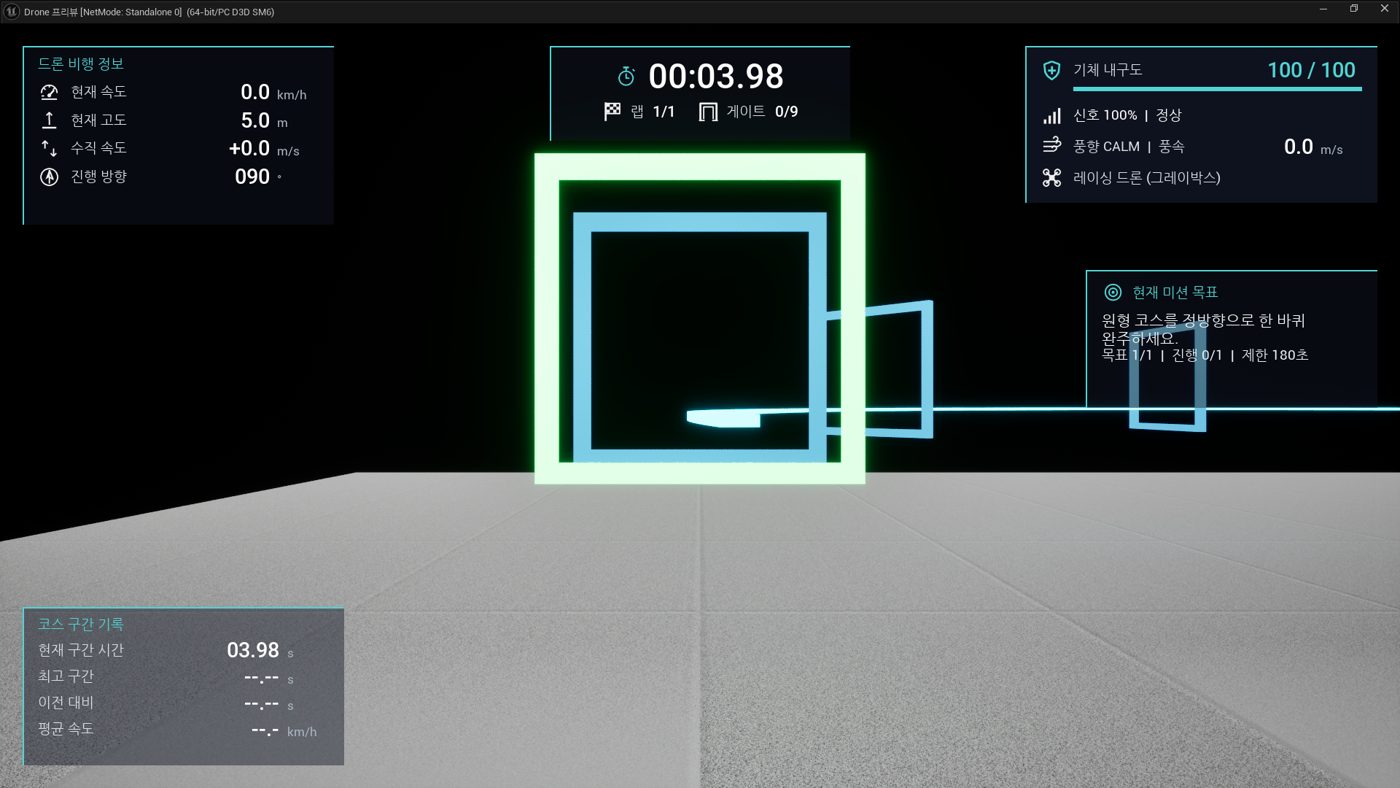 Drone 프리뷰 [NetMode: Standalone 0] (64-bit/PC D3D SM6)
드론 비행 정보
현재 속도 0.0 km/h
현재 고도 5.0 m
수직 속도 +0.0 m/s
진행 방향 090 °
00:03.98
랩 1/1 게이트 0/9
기체 내구도 100 / 100
신호 100% | 정상
풍향 CALM | 풍속 0.0 m/s
레이싱 드론 (그레이박스)
현재 미션 목표
원형 코스를 정방향으로 한 바퀴
완주하세요.
목표 1/1 | 진행 0/1 | 제한 180초
코스 구간 기록
현재 구간 시간 03.98 s
최고 구간 --.-- s
이전 대비 --.-- s
평균 속도 --.- km/h